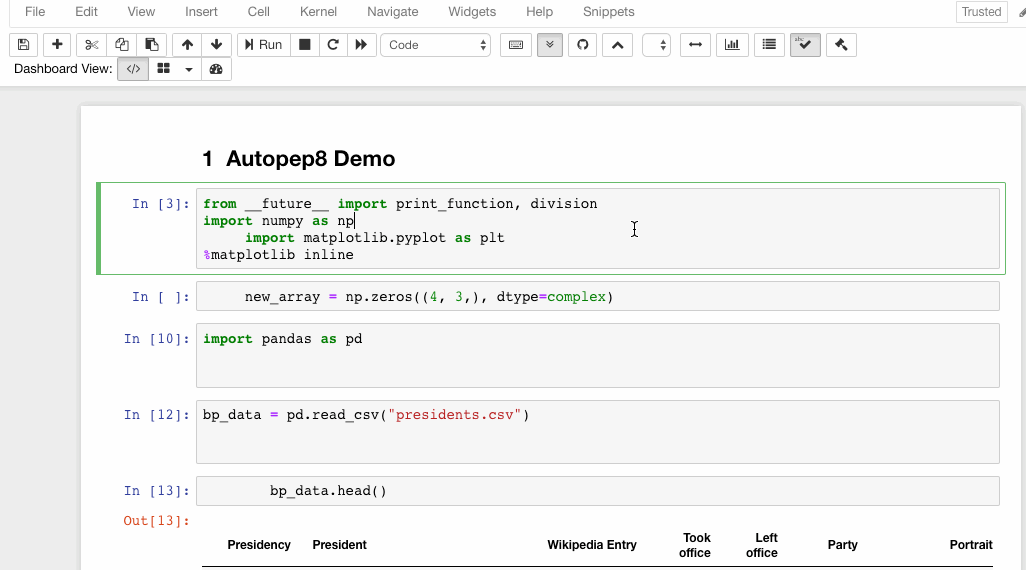 File Edit View Insert Cell Kernel Navigate Widgets Help Snippets Trusted
Run Code
Dashboard View:
1 Autopep8 Demo
In [3]: from __future__ import print_function, division
import numpy as np
import matplotlib.pyplot as plt
%matplotlib inline
In [ ]: new_array = np.zeros((4, 3,), dtype=complex)
In [10]: import pandas as pd
In [12]: bp_data = pd.read_csv("presidents.csv")
In [13]: bp_data.head()
Out[13]:
Presidency President Wikipedia Entry Took office Left office Party Portrait